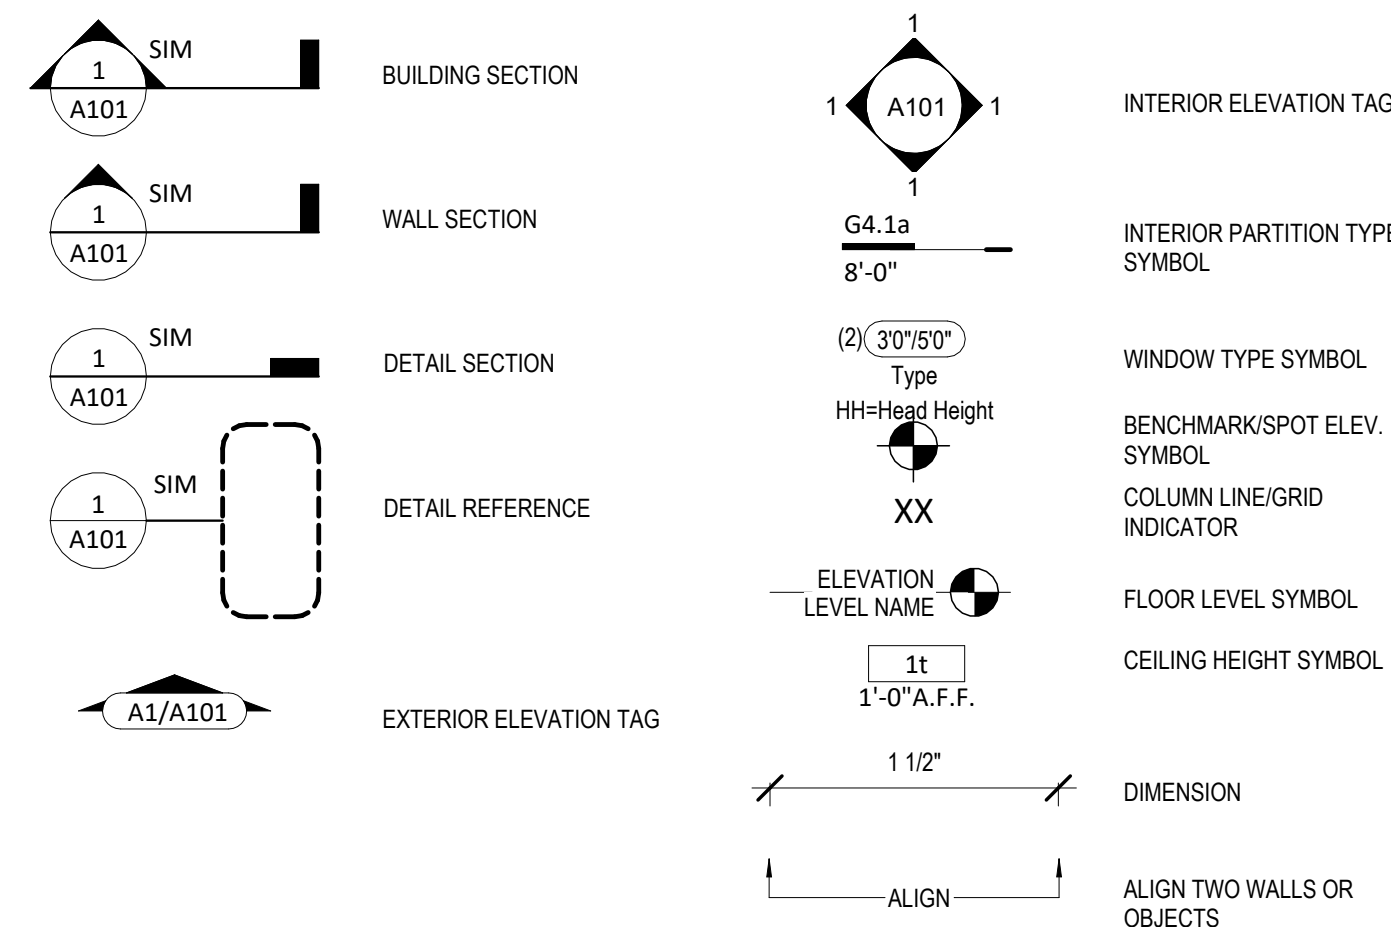 SIM
1
A101
BUILDING SECTION
SIM
1
A101
WALL SECTION
SIM
1
A101
DETAIL SECTION
SIM
1
A101
DETAIL REFERENCE
A1/A101
EXTERIOR ELEVATION TAG
1
1 A101 1
1
INTERIOR ELEVATION TAG
G4.1a
8'-0"
INTERIOR PARTITION TYPE
SYMBOL
(2) 3'0"/5'0"
Type
HH=Head Height
WINDOW TYPE SYMBOL
BENCHMARK/SPOT ELEV.
SYMBOL
XX
COLUMN LINE/GRID
INDICATOR
ELEVATION
LEVEL NAME
FLOOR LEVEL SYMBOL
1t
1'-0"A.F.F.
CEILING HEIGHT SYMBOL
1 1/2"
DIMENSION
ALIGN
ALIGN TWO WALLS OR
OBJECTS